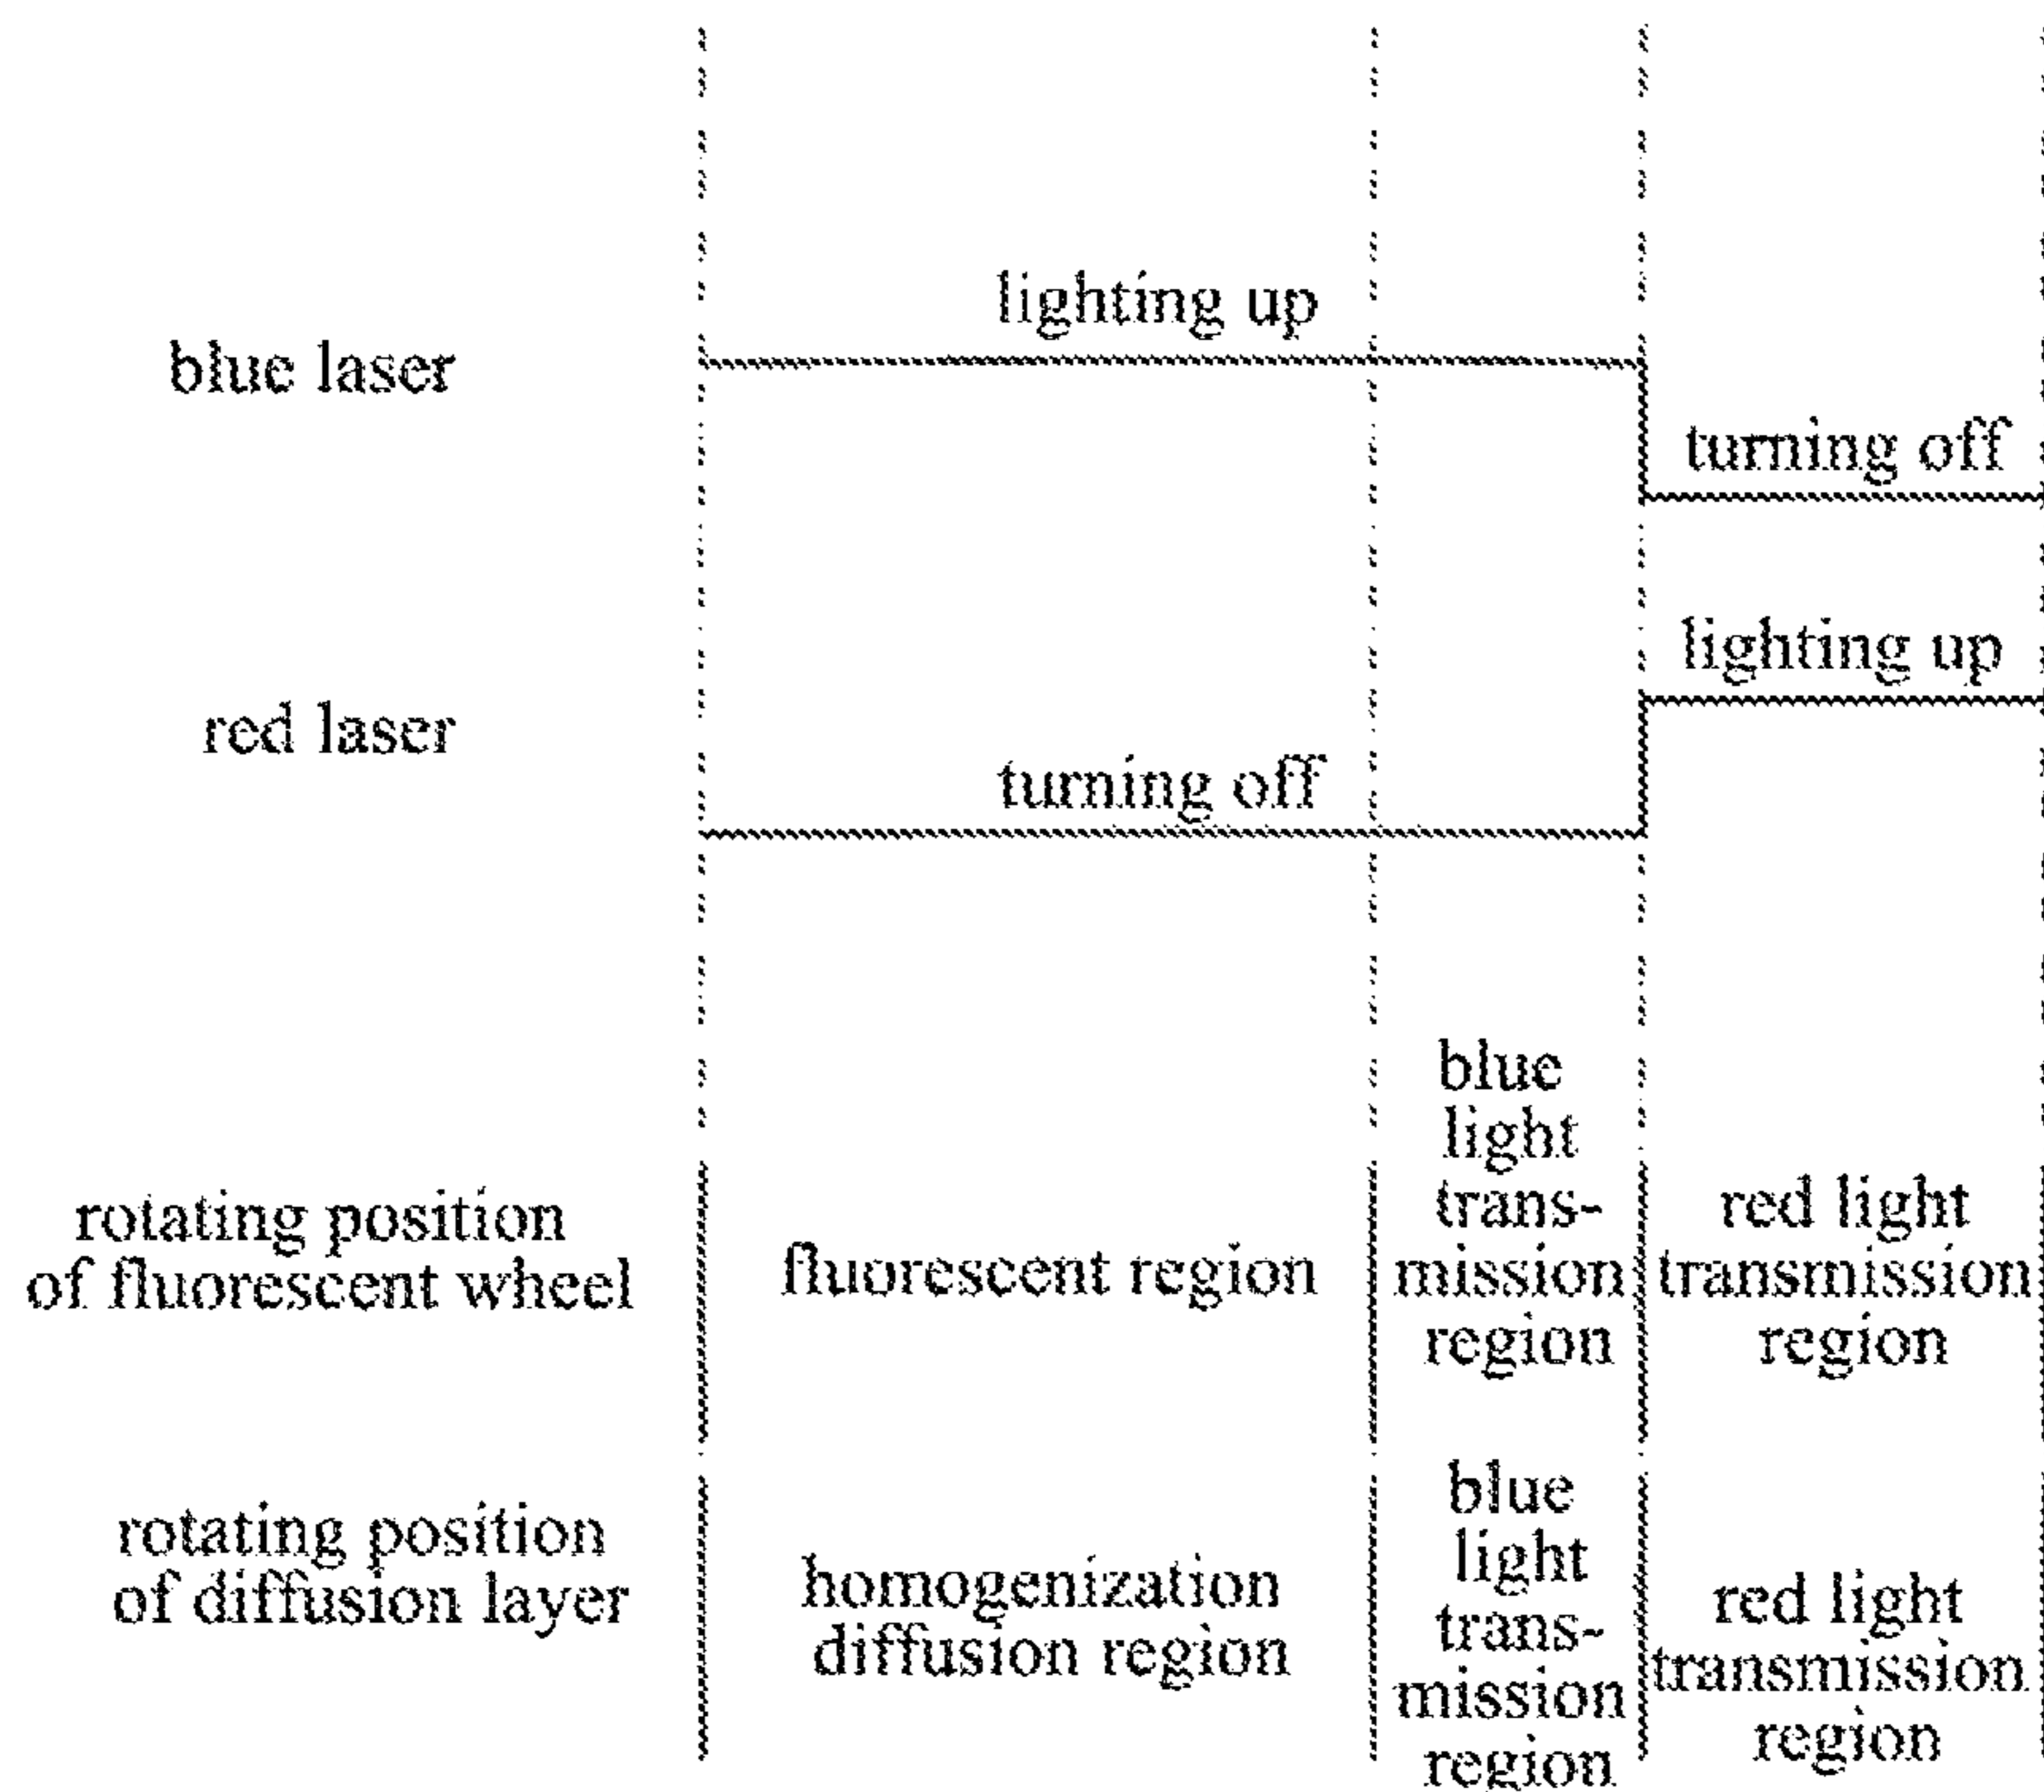 lighting up
blue laser
turning off
lighting up
red laser
turning off
rotating position
of fluorescent wheel
fluorescent region
blue
light
trans-
mission
region
red light
transmission
region
rotating position
of diffusion layer
homogenization
diffusion region
blue
light
trans-
mission
region
red light
transmission
region